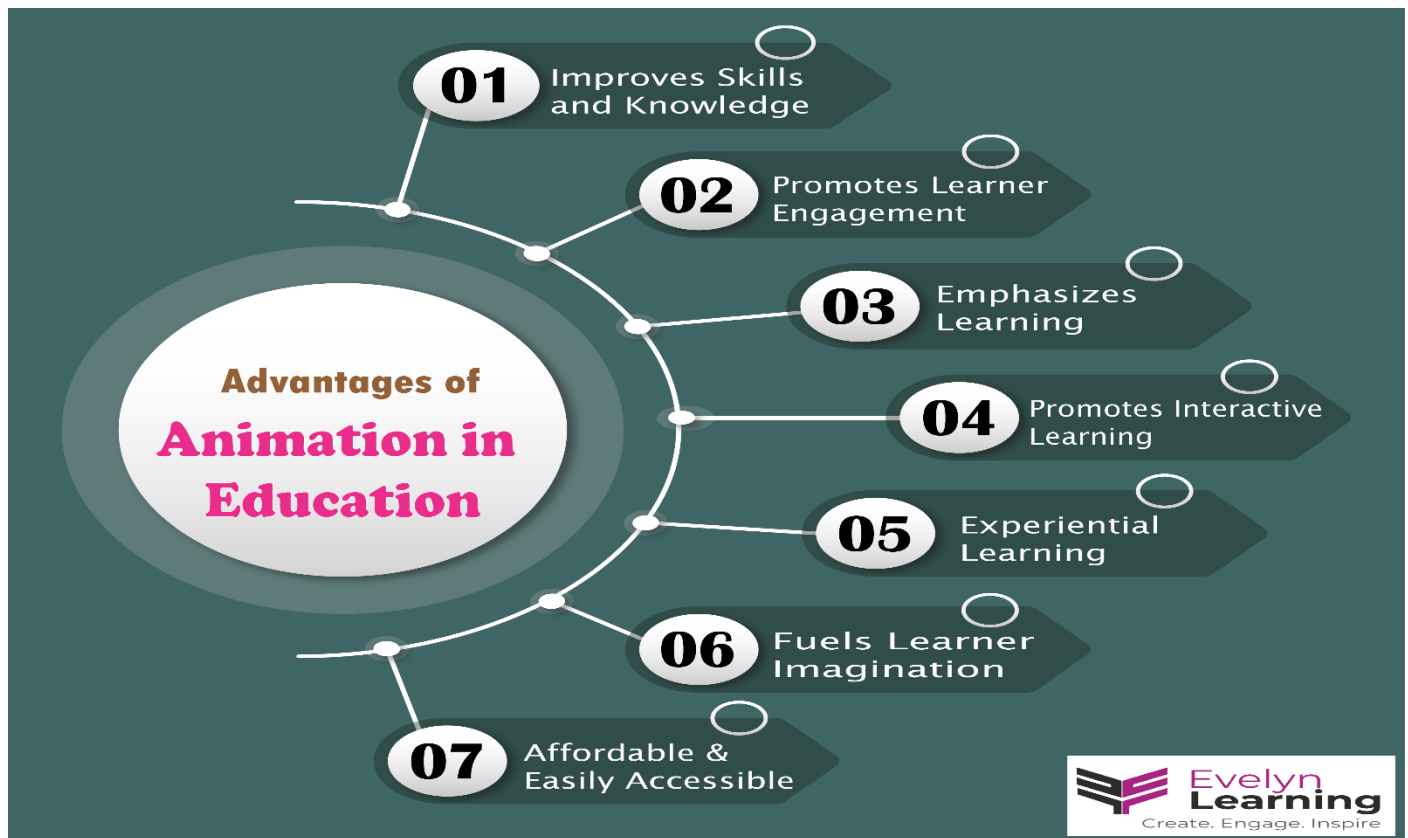 Advantages of
Animation in
Education
01
Improves Skills
and Knowledge
02
Promotes Learner
Engagement
03
Emphasizes
Learning
04
Promotes Interactive
Learning
05
Experiential
Learning
06
Fuels Learner
Imagination
07
Affordable &
Easily Accessible
Evelyn
Learning
Create. Engage. Inspire